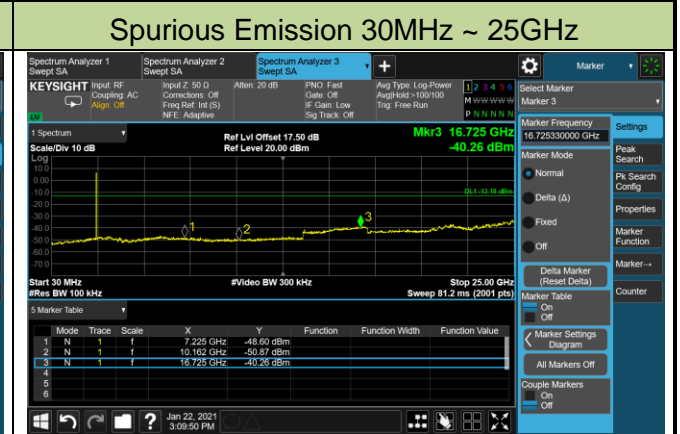 Spurious Emission 30MHz ~ 25GHz
Spectrum Analyzer 1
Swept SA
Spectrum Analyzer 2
Swept SA
Spectrum Analyzer 3
Swept SA
+
Marker
KEYSIGHT
Input: RF
Coupling: AC
Align: Off
Input Z: 50 Ω
Corrections: Off
Freq Ref: Int (S)
NFE: Adaptive
Atten: 20 dB
PNO: Fast
Gate: Off
IF Gain: Low
Sig Track: Off
Avg Type: Log-Power
Avg|Hold:>100/100
Trig: Free Run
1 2 3 4 5 6
M W W W W W
P N N N N N
LXI
1 Spectrum
Scale/Div 10 dB
Log
Ref Lvl Offset 17.50 dB
Ref Level 20.00 dBm
Mkr3 16.725 GHz
-40.26 dBm
10.0
0.00
-10.0
-20.0
-30.0
-40.0
-50.0
-60.0
-70.0
DL1 -13.18 dBm
1
2
3
Start 30 MHz
#Res BW 100 kHz
#Video BW 300 kHz
Stop 25.00 GHz
Sweep 81.2 ms (2001 pts)
5 Marker Table
Mode Trace Scale X Y Function Function Width Function Value
1 N 1 f 7.225 GHz -48.60 dBm
2 N 1 f 10.162 GHz -50.87 dBm
3 N 1 f 16.725 GHz -40.26 dBm
4
5
6
Select Marker
Marker 3
Marker Frequency
16.725330000 GHz
Marker Mode
Normal
Delta (Δ)
Fixed
Off
Delta Marker
(Reset Delta)
Marker Table
On
Off
Marker Settings
Diagram
All Markers Off
Couple Markers
On
Off
Settings
Peak
Search
Pk Search
Config
Properties
Marker
Function
Marker→
Counter
?
Jan 22, 2021
3:09:50 PM